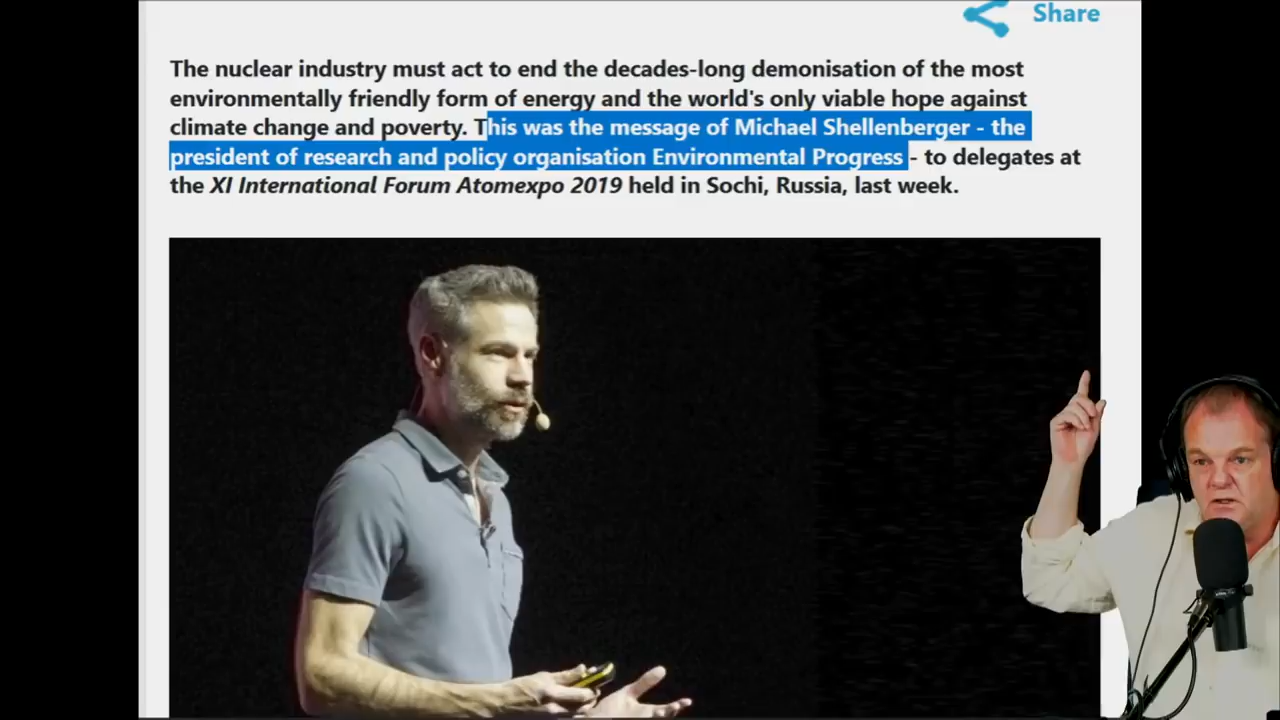 Share
The nuclear industry must act to end the decades-long demonisation of the most
environmentally friendly form of energy and the world's only viable hope against
climate change and poverty. This was the message of Michael Shellenberger - the
president of research and policy organisation Environmental Progress - to delegates at
the XI International Forum Atomexpo 2019 held in Sochi, Russia, last week.